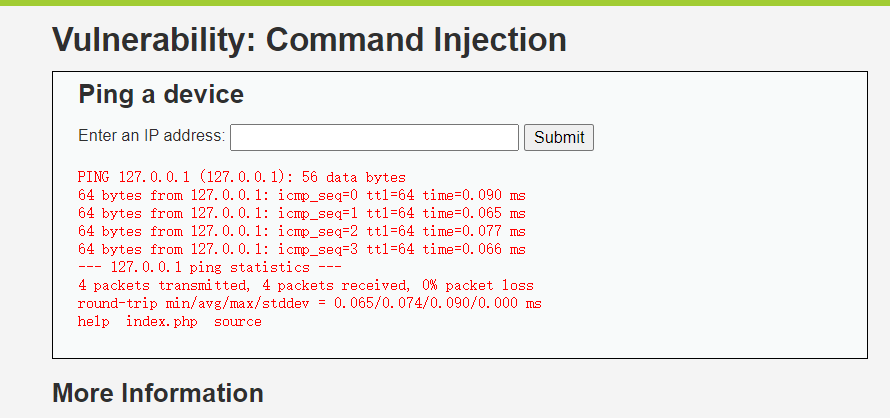 Vulnerability: Command Injection
Ping a device
Enter an IP address: Submit
PING 127.0.0.1 (127.0.0.1): 56 data bytes
64 bytes from 127.0.0.1: icmp_seq=0 ttl=64 time=0.090 ms
64 bytes from 127.0.0.1: icmp_seq=1 ttl=64 time=0.065 ms
64 bytes from 127.0.0.1: icmp_seq=2 ttl=64 time=0.077 ms
64 bytes from 127.0.0.1: icmp_seq=3 ttl=64 time=0.066 ms
--- 127.0.0.1 ping statistics ---
4 packets transmitted, 4 packets received, 0% packet loss
round-trip min/avg/max/stddev = 0.065/0.074/0.090/0.000 ms
help index.php source
More Information